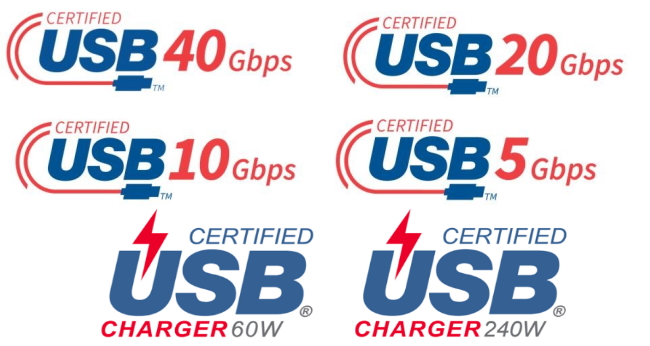 CERTIFIED
USB 40 Gbps
TM
CERTIFIED
USB 20 Gbps
TM
CERTIFIED
USB 10 Gbps
TM
CERTIFIED
USB 5 Gbps
TM
CERTIFIED
USB ®
CHARGER 60W
CERTIFIED
USB ®
CHARGER 240W